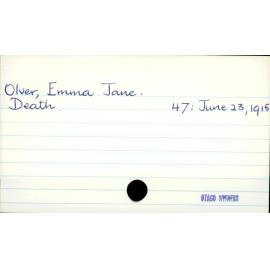 Olver, Emma Jane.
Death. 47: June 23, 1915
OTAGO WITNESS